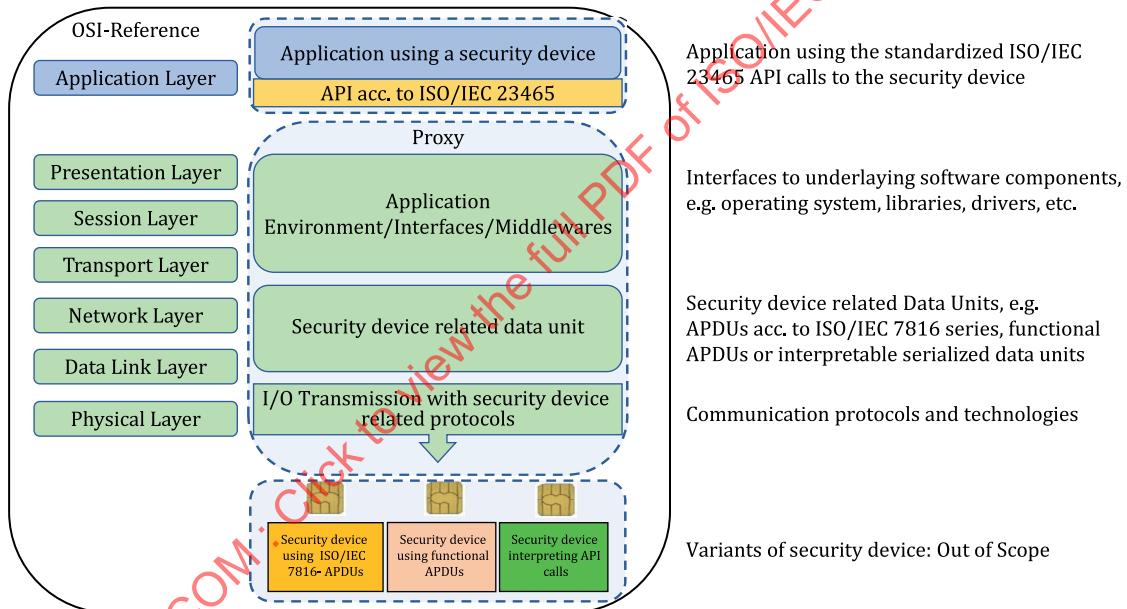 OSI-Reference
Application Layer
Presentation Layer
Session Layer
Transport Layer
Network Layer
Data Link Layer
Physical Layer
Application using a security device
API acc. to ISO/IEC 23465
Proxy
Application
Environment/Interfaces/Middlewares
Security device related data unit
I/O Transmission with security device
related protocols
Security device
using ISO/IEC
7816- APDUs
Security device
using functional
APDUs
Security device
interpreting API
calls
Application using the standardized ISO/IEC
23465 API calls to the security device
Interfaces to underlaying software components,
e.g. operating system, libraries, drivers, etc.
Security device related Data Units, e.g.
APDUs acc. to ISO/IEC 7816 series, functional
APDUs or interpretable serialized data units
Communication protocols and technologies
Variants of security device: Out of Scope
COM : Click to view the full PDF of ISO/IEC